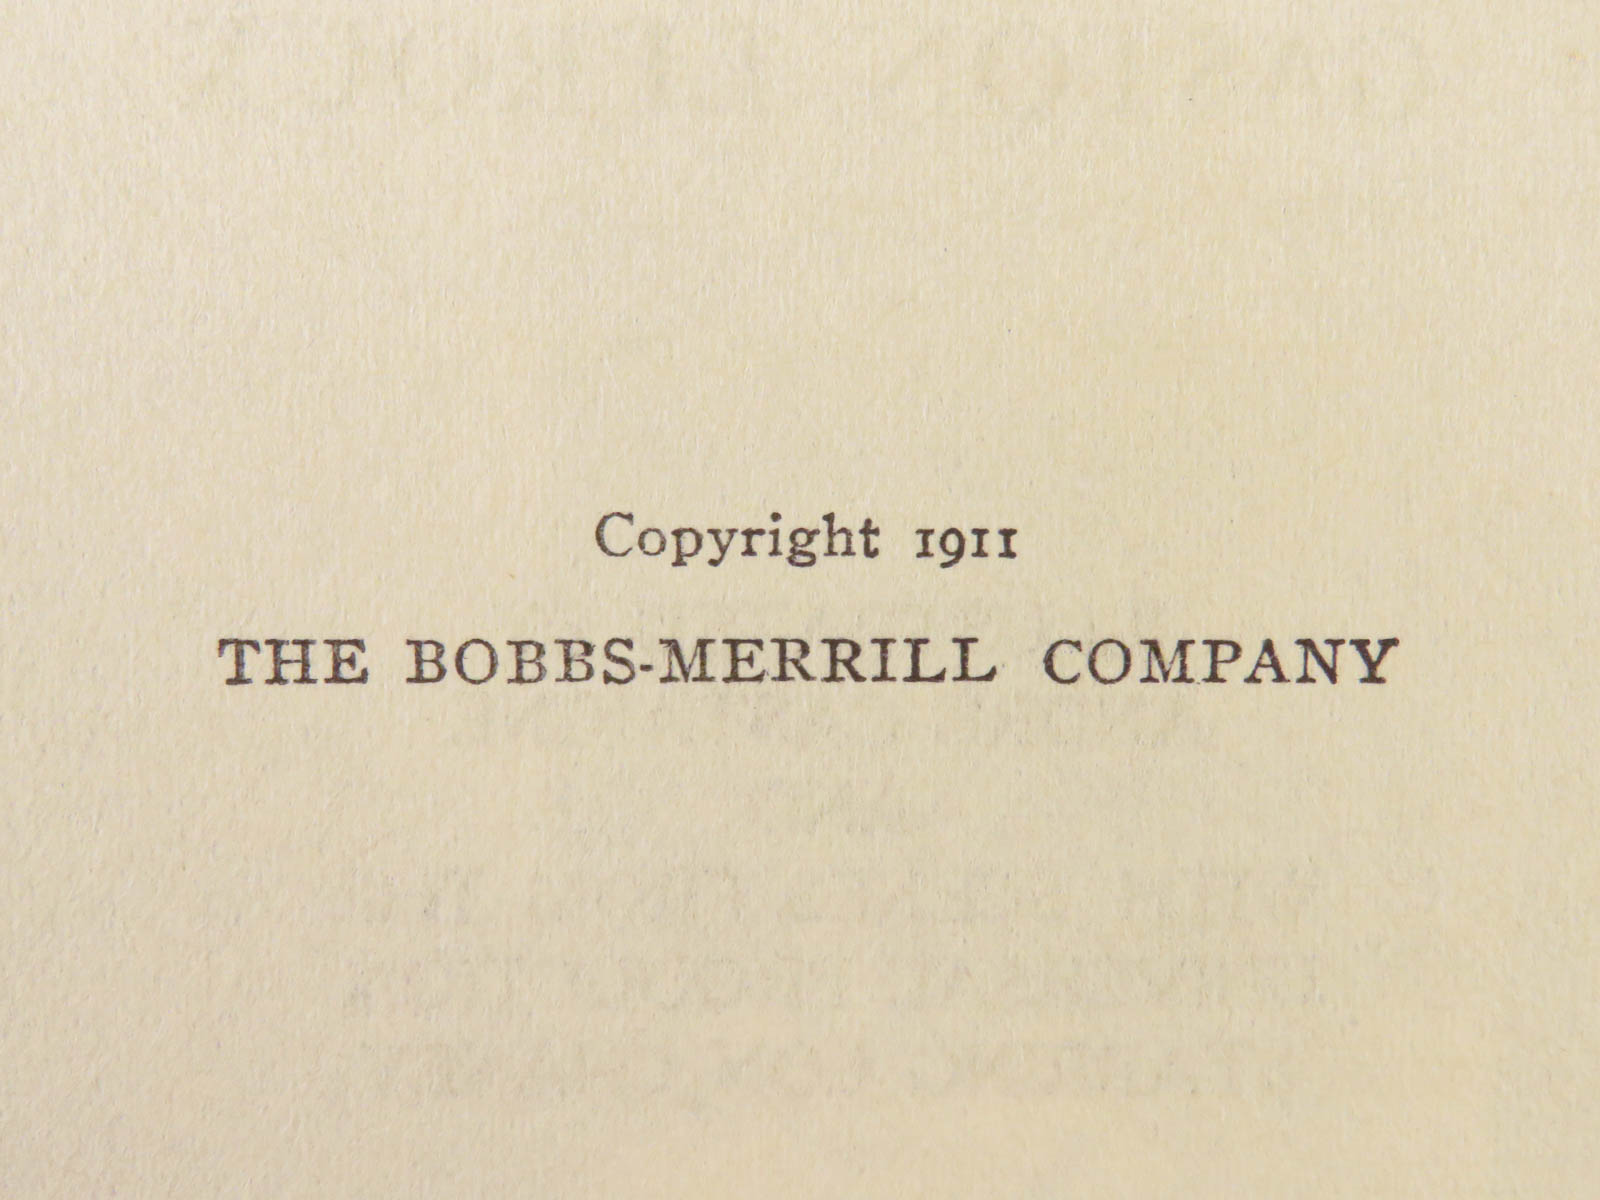 Copyright 1911
THE BOBBS-MERRILL COMPANY